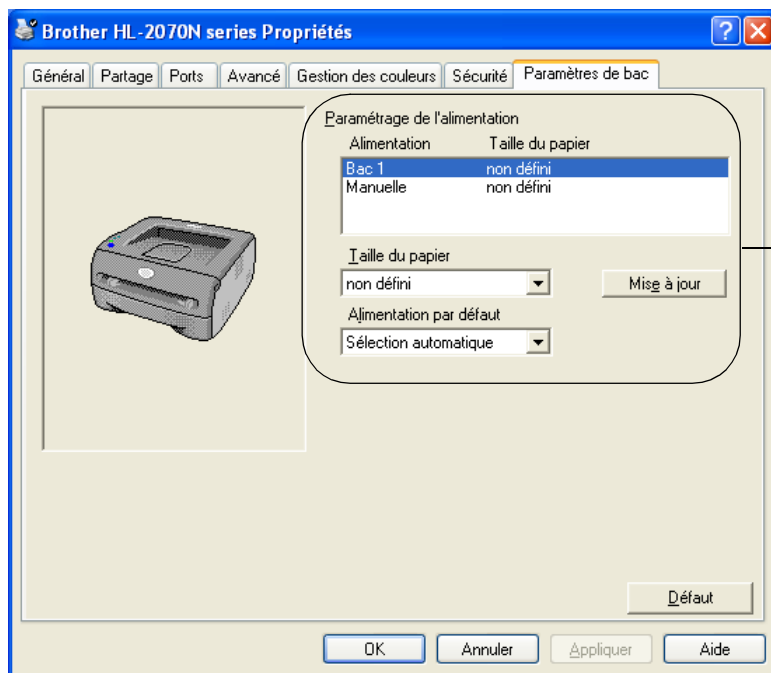 Brother HL-2070N series Propriétés
Général Partage Ports Avancé Gestion des couleurs Sécurité Paramètres de bac
Paramétrage de l'alimentation
Alimentation Taille du papier
Bac 1 non défini
Manuelle non défini
Taille du papier
non défini Mise à jour
Alimentation par défaut
Sélection automatique
Défaut
OK Annuler Appliquer Aide